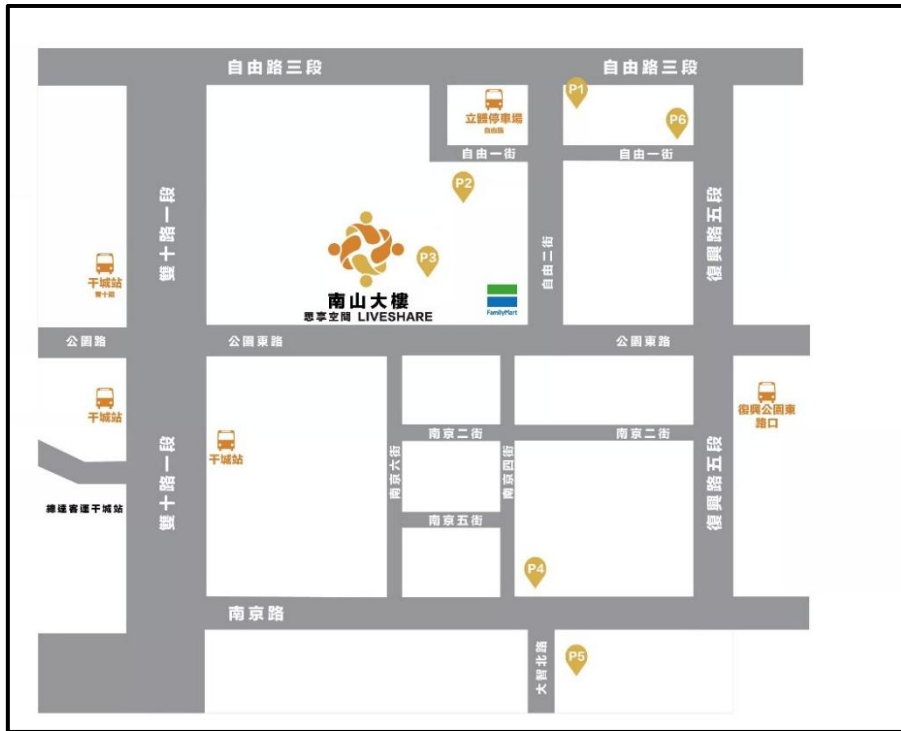 自由路三段
自由路三段
P1
立體停車場
自由路
P6
自由一街
自由一街
P2
雙十路一段
復興路五段
自由二街
P3
干城站
雙十路
南山大樓
思享空間 LIVESHARE
FamilyMart
公園路
公園東路
公園東路
干城站
復興公園東
路口
南京二街
南京二街
干城站
南京六街
南京四街
雙十路一段
復興路五段
總達客運干城站
南京五街
P4
南京路
大智北路
P5